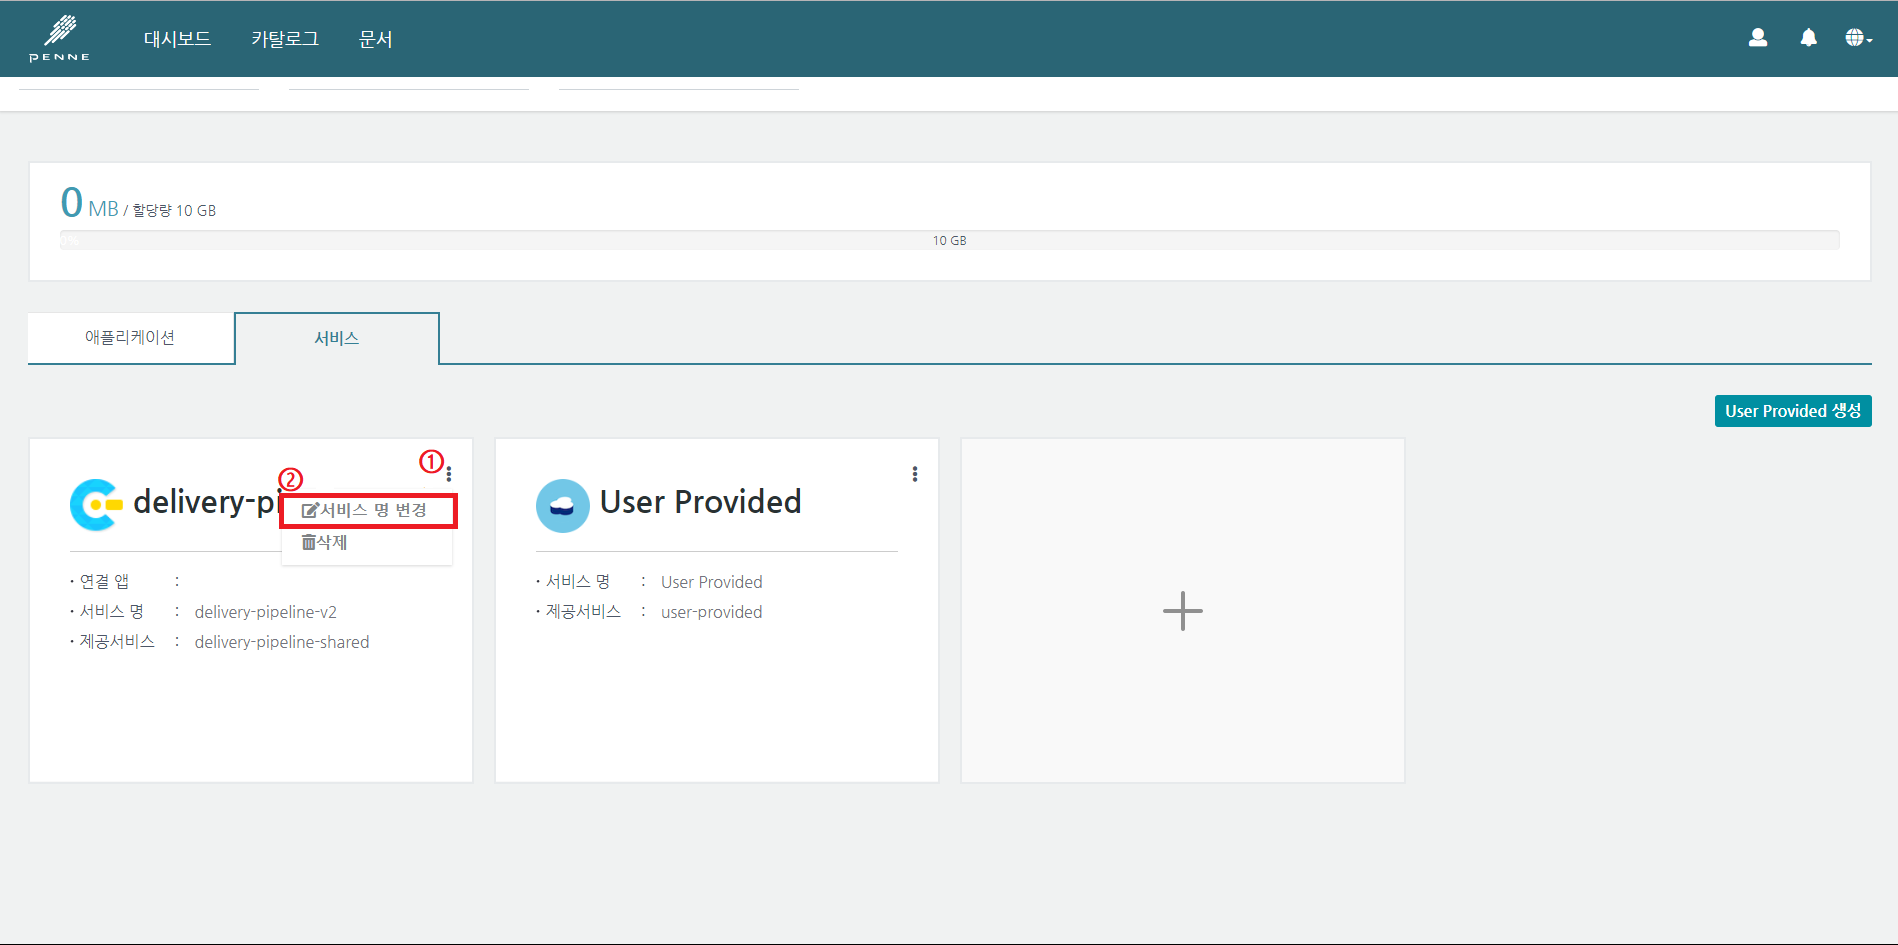 PENNE
대시보드 카탈로그 문서
0 MB / 할당량 10 GB
0% 10 GB
애플리케이션 서비스
User Provided 생성
①
②
delivery-pi
서비스 명 변경
삭제
· 연결 앱 :
· 서비스 명 : delivery-pipeline-v2
· 제공서비스 : delivery-pipeline-shared
User Provided
· 서비스 명 : User Provided
· 제공서비스 : user-provided